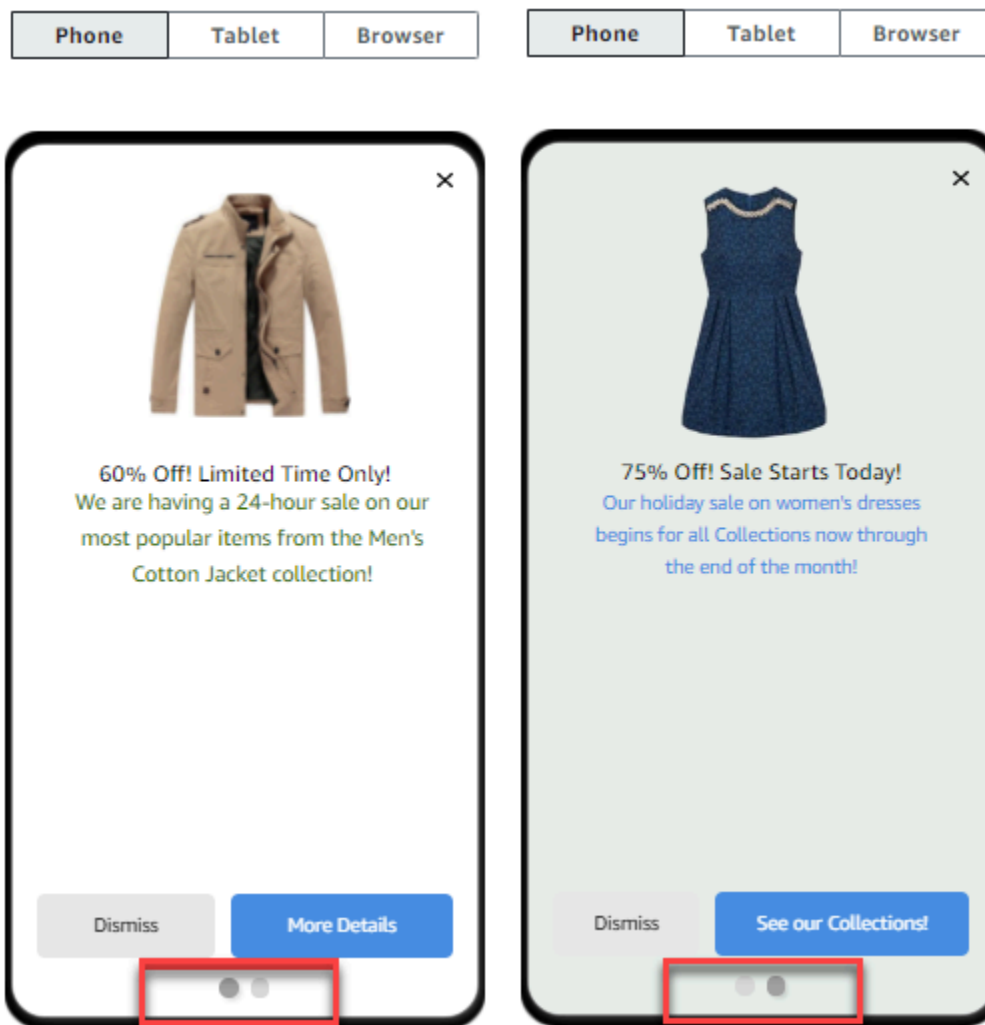 Phone Tablet Browser
60% Off! Limited Time Only!
We are having a 24-hour sale on our
most popular items from the Men's
Cotton Jacket collection!
Dismiss More Details
Phone Tablet Browser
75% Off! Sale Starts Today!
Our holiday sale on women's dresses
begins for all Collections now through
the end of the month!
Dismiss See our Collections!